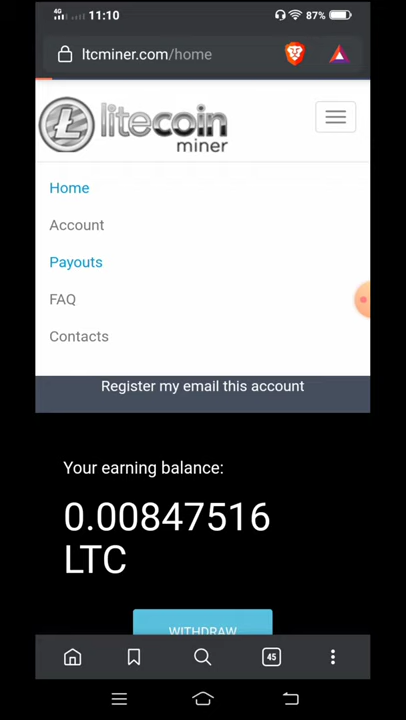 4G 11:10 87%
ltcminer.com/home
litecoin
miner
Home
Account
Payouts
FAQ
Contacts
Register my email this account
Your earning balance:
0.00847516
LTC
WITHDRAW
45